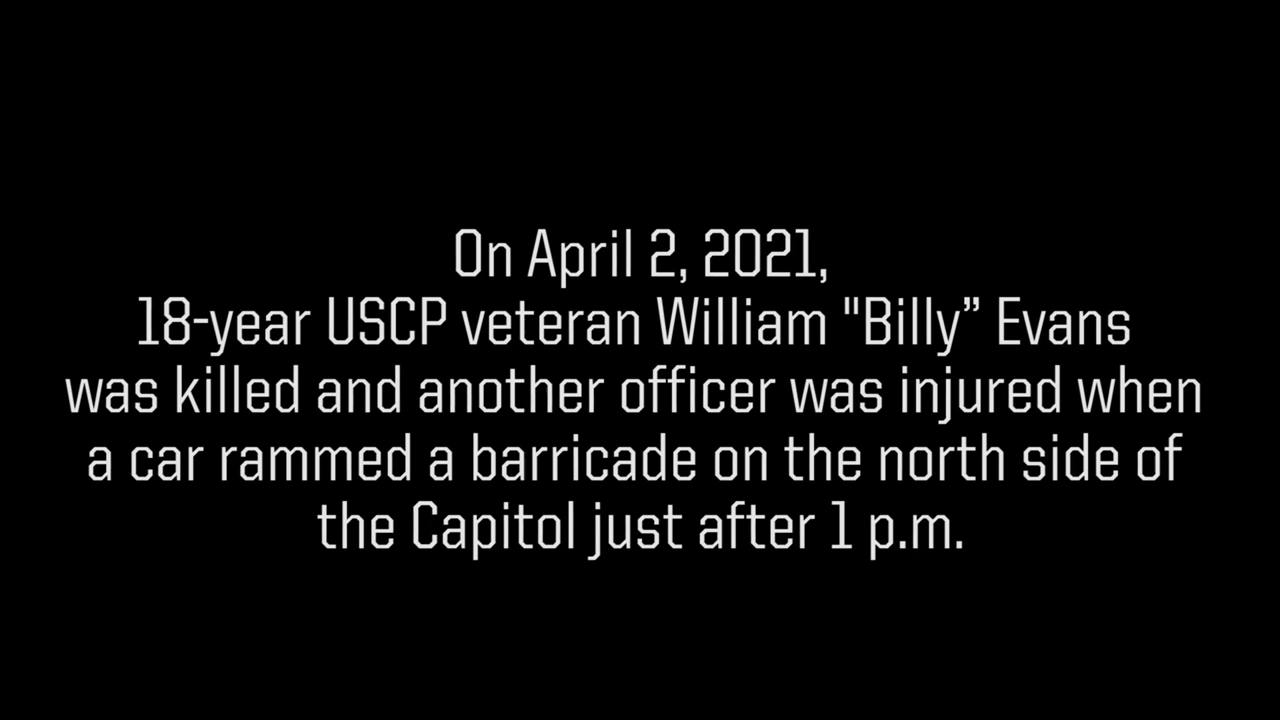 On April 2, 2021,
18-year USCP veteran William "Billy” Evans
was killed and another officer was injured when
a car rammed a barricade on the north side of
the Capitol just after 1 p.m.